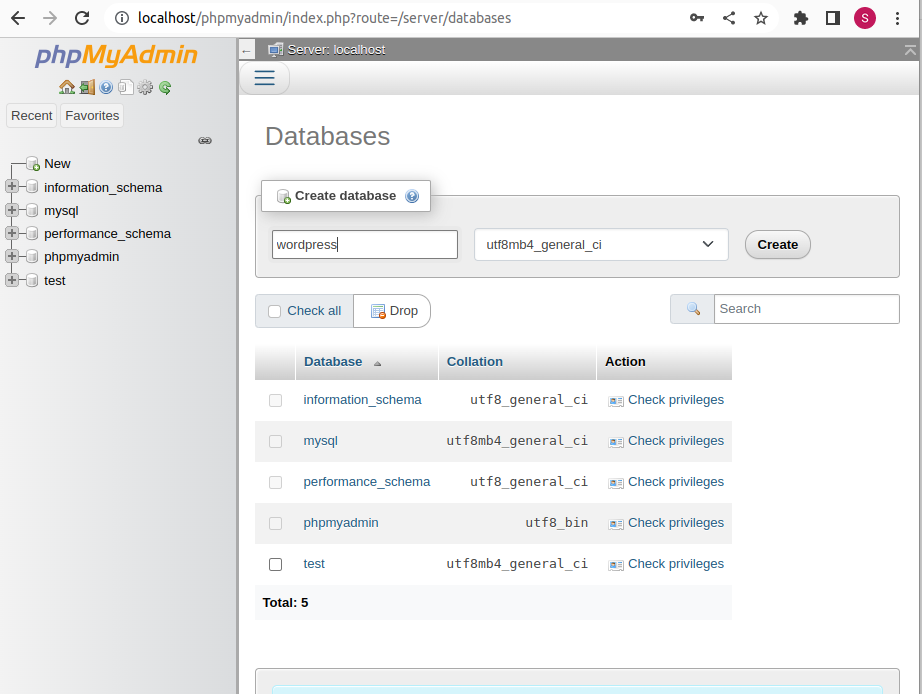 localhost/phpmyadmin/index.php?route=/server/databases
S
phpMyAdmin
Recent Favorites
New
information_schema
mysql
performance_schema
phpmyadmin
test
Server: localhost
Databases
Create database
wordpress utf8mb4_general_ci Create
Check all Drop Search
Database Collation Action
information_schema utf8_general_ci Check privileges
mysql utf8mb4_general_ci Check privileges
performance_schema utf8_general_ci Check privileges
phpmyadmin utf8_bin Check privileges
test utf8mb4_general_ci Check privileges
Total: 5